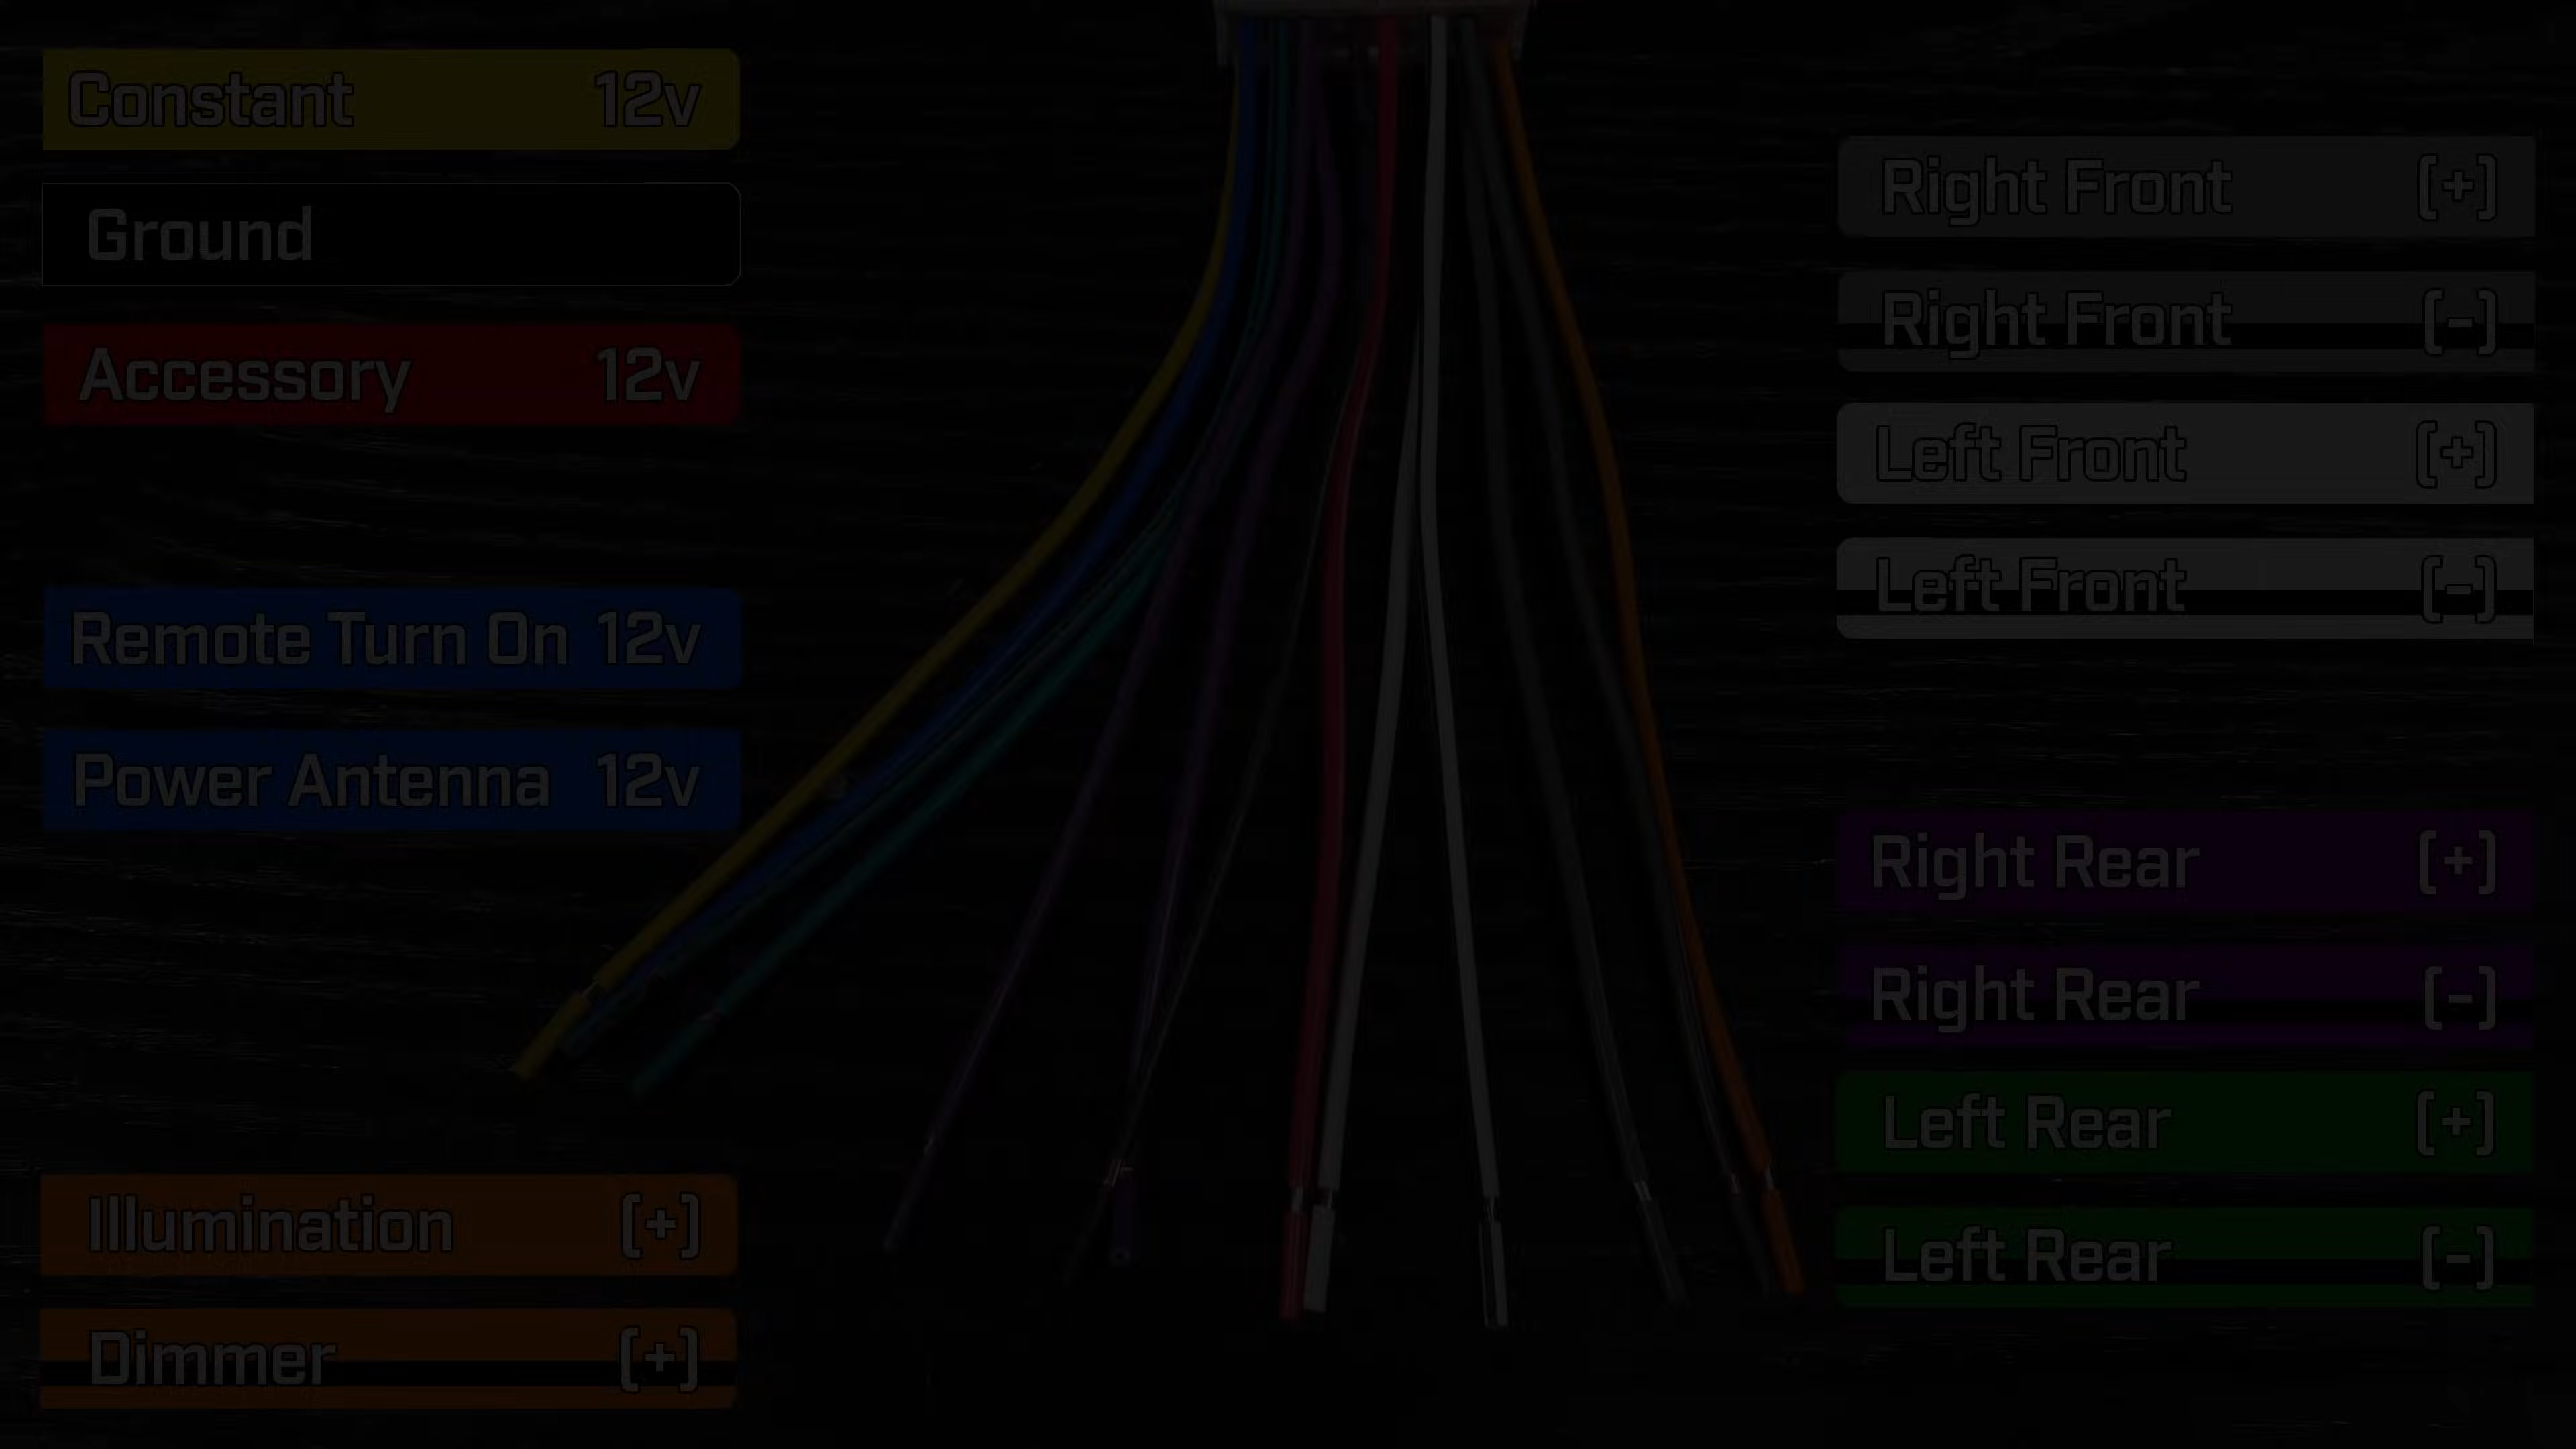 Constant 12v
Ground
Accessory 12v
Remote Turn On 12v
Power Antenna 12v
Illumination (+)
Dimmer (+)
Right Front (+)
Right Front (-)
Left Front (+)
Left Front (-)
Right Rear (+)
Right Rear (-)
Left Rear (+)
Left Rear (-)